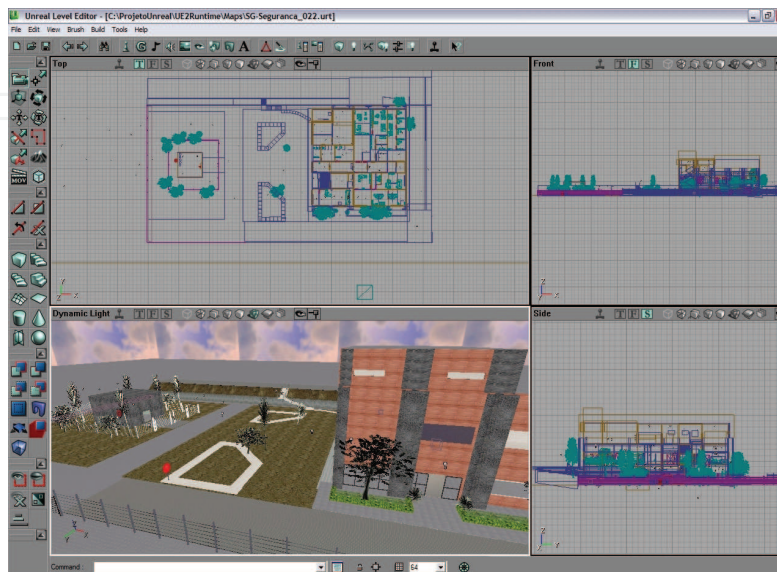 Unreal Level Editor - [C:\ProjetoUnreal\UE2Runtime\Maps\SG-Seguranca_022.urt]
File Edit View Brush Build Tools Help
Top T F S
Front T F S
MOV
Y
Z X
Dynamic Light T F S
Side T F S
Command :
64